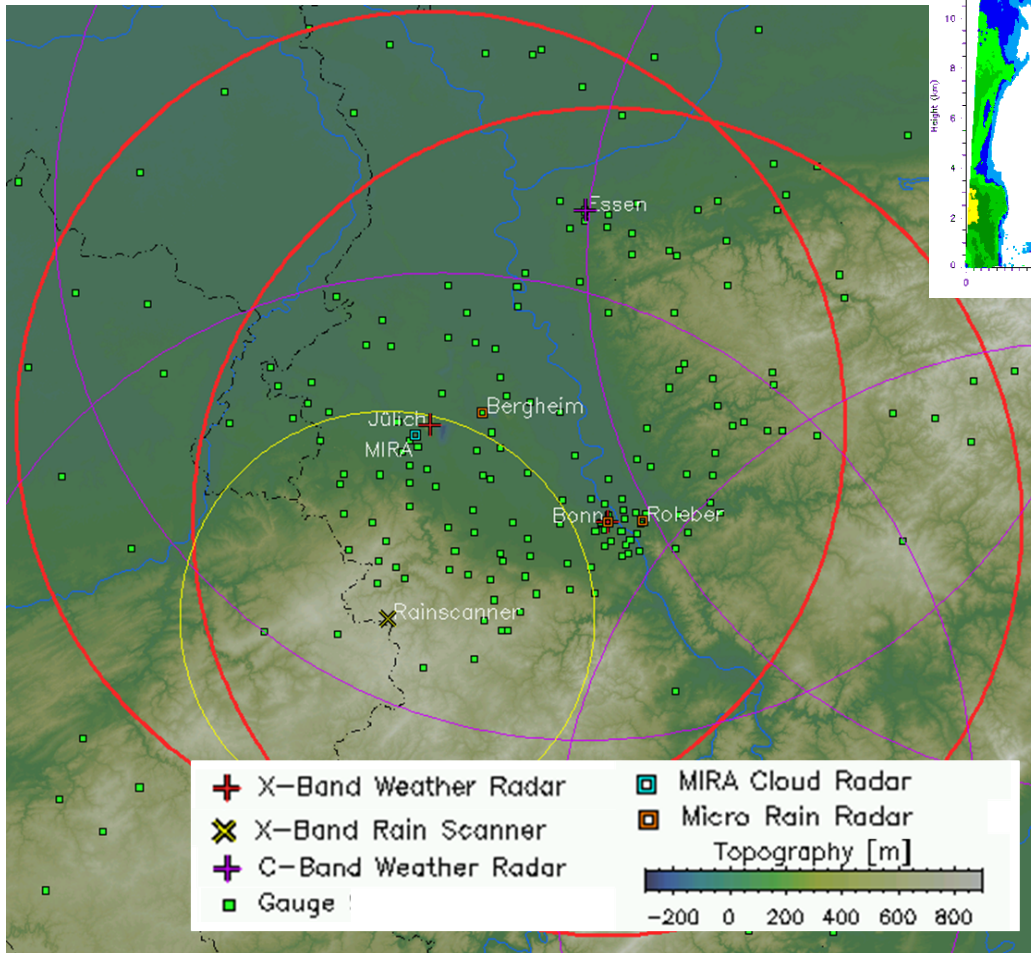 10
8
6
4
2
0
0
Height (km)
Essen
Bergheim
Jülich
MIRA
Bonn
Roleber
Rainscanner
X-Band Weather Radar
X-Band Rain Scanner
C-Band Weather Radar
Gauge
MIRA Cloud Radar
Micro Rain Radar
Topography [m]
-200 0 200 400 600 800